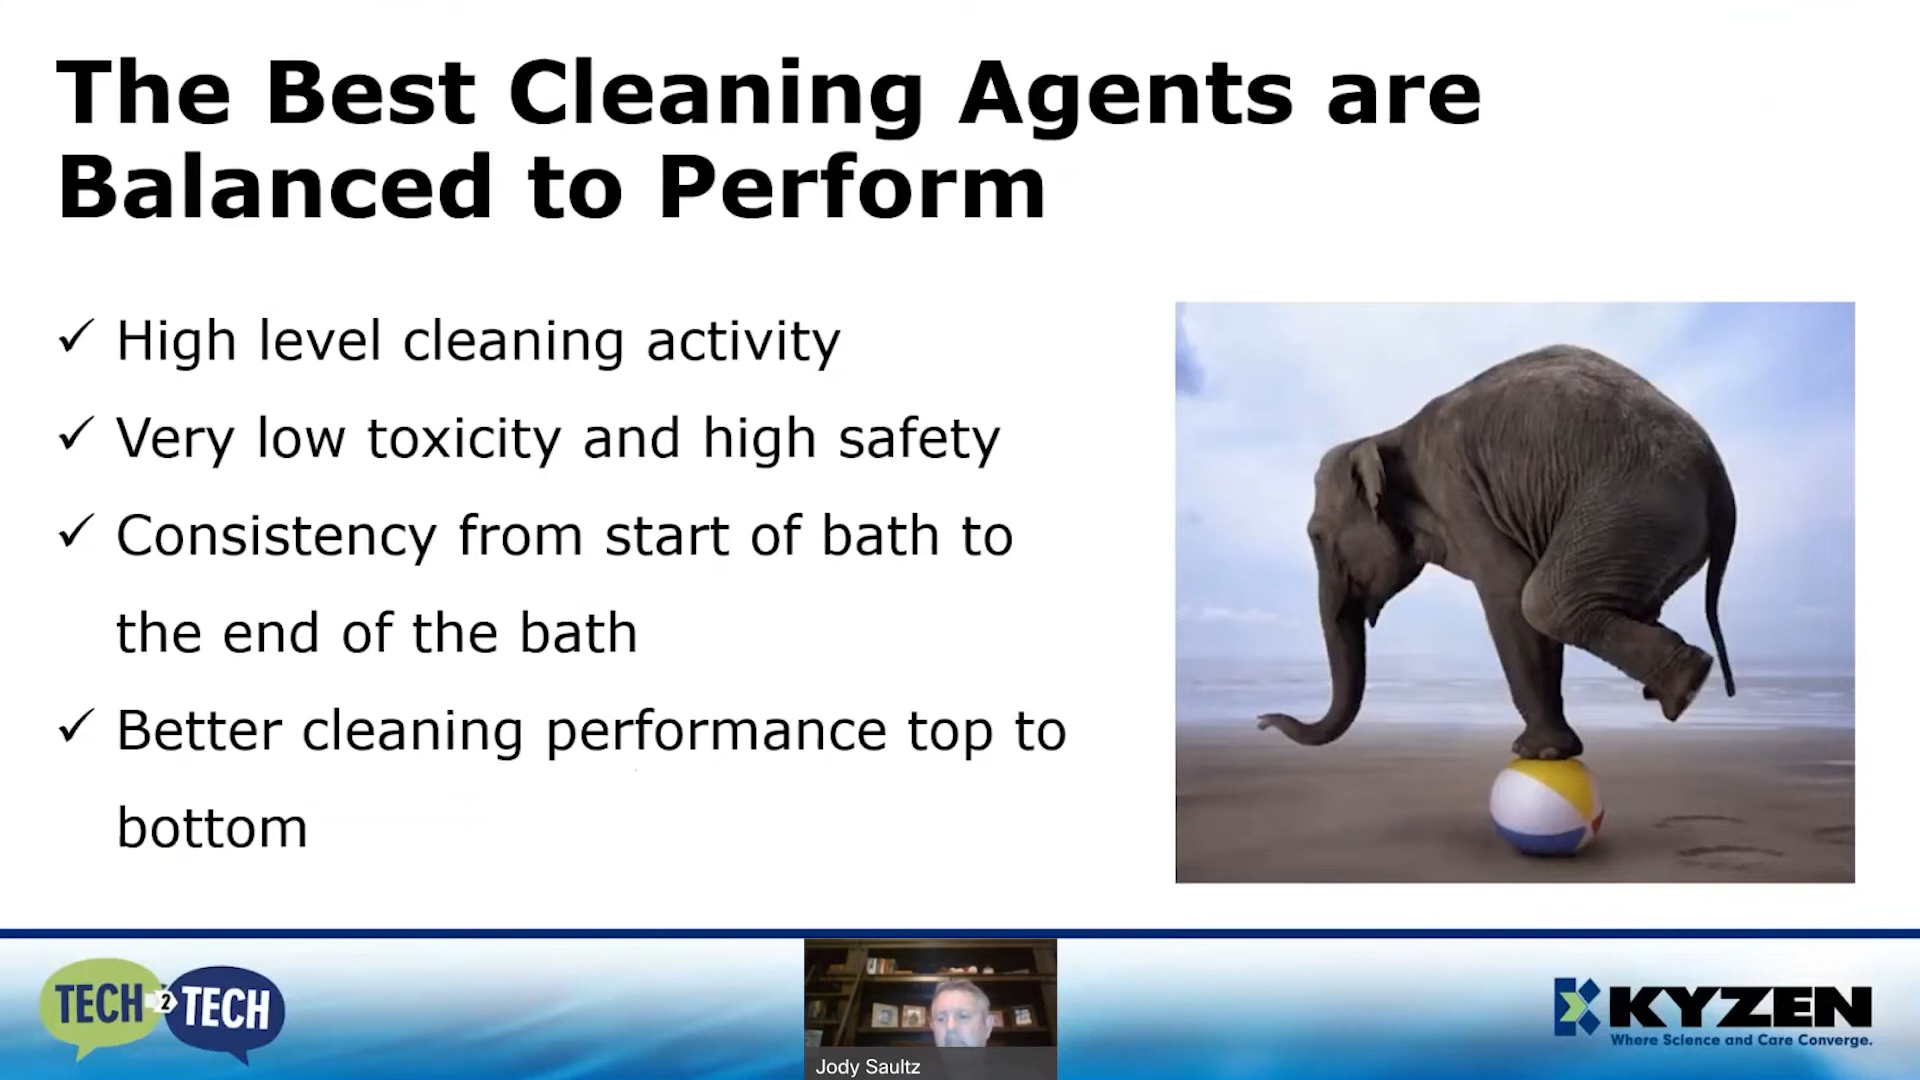 The Best Cleaning Agents are
Balanced to Perform
✓ High level cleaning activity
✓ Very low toxicity and high safety
✓ Consistency from start of bath to
the end of the bath
✓ Better cleaning performance top to
bottom
TECH 2 TECH
Jody Saultz
KYZEN
Where Science and Care Converge.